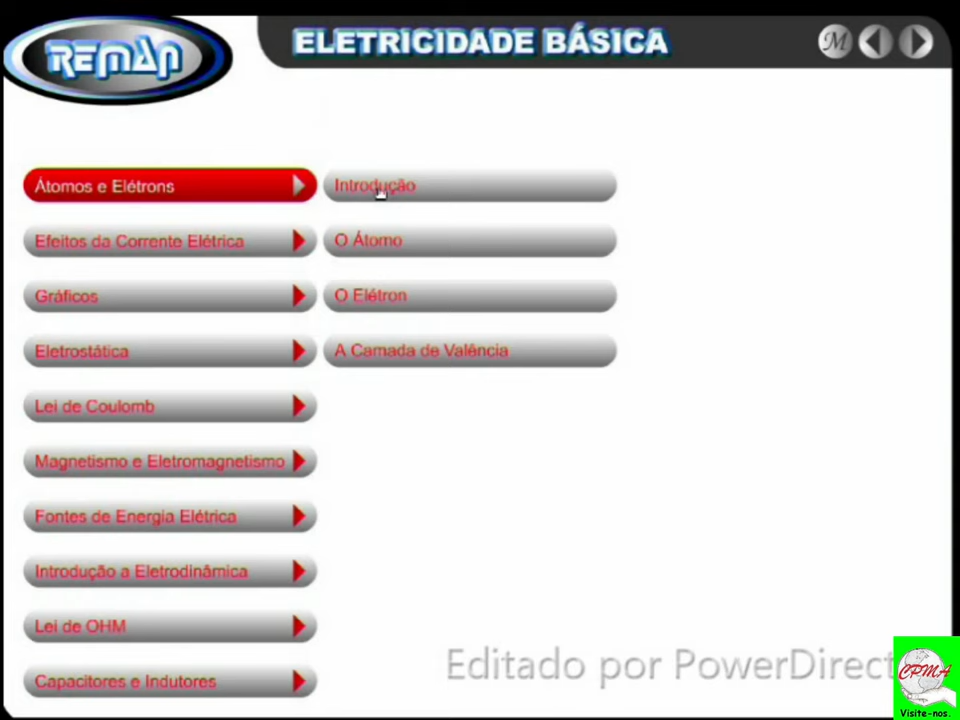 REMAN
ELETRICIDADE BÁSICA
M
Átomos e Elétrons
Introdução
Efeitos da Corrente Elétrica
O Átomo
Gráficos
O Elétron
Eletrostática
A Camada de Valência
Lei de Coulomb
Magnetismo e Eletromagnetismo
Fontes de Energia Elétrica
Introdução a Eletrodinâmica
Lei de OHM
Capacitores e Indutores
Editado por PowerDirect
CPMA
Visite-nos.